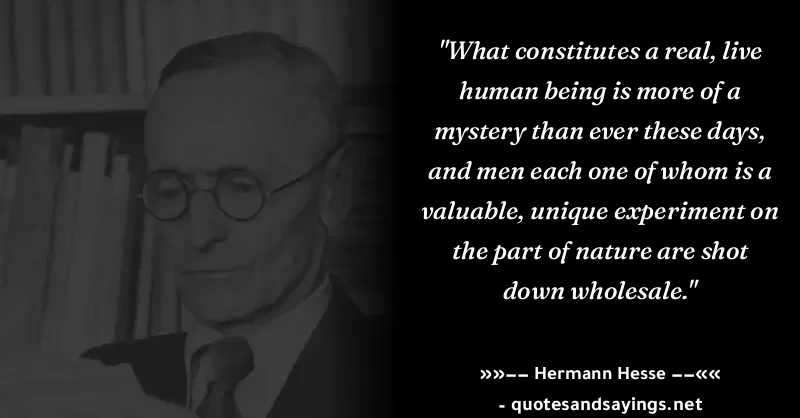 "What constitutes a real, live
human being is more of a
mystery than ever these days,
and men each one of whom is a
valuable, unique experiment on
the part of nature are shot
down wholesale."
»»−− Hermann Hesse −−««
- quotesandsayings.net